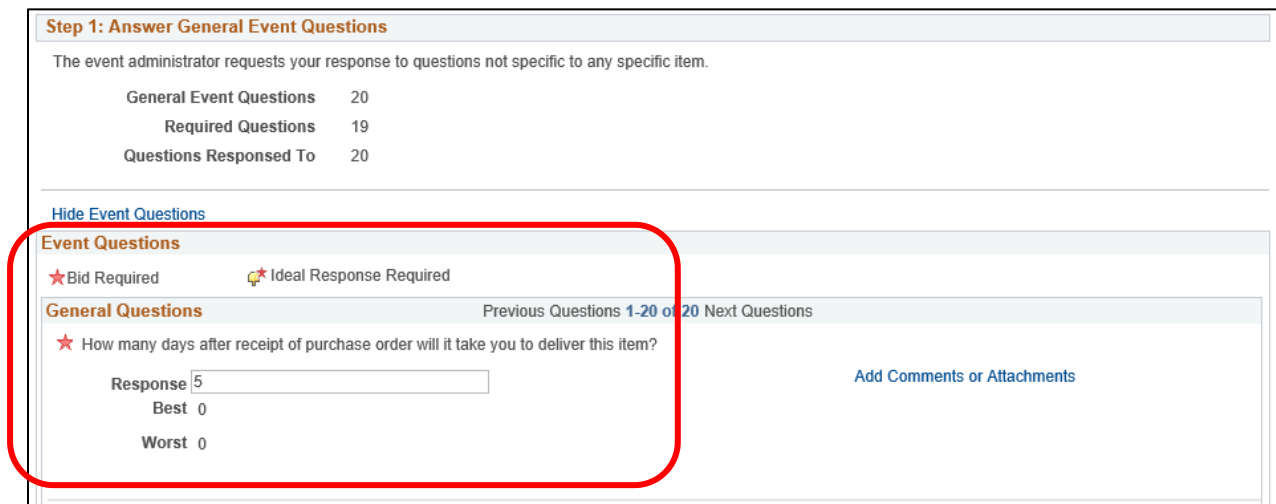 Step 1: Answer General Event Questions
The event administrator requests your response to questions not specific to any specific item.
General Event Questions 20
Required Questions 19
Questions Responsed To 20
Hide Event Questions
Event Questions
Bid Required Ideal Response Required
General Questions Previous Questions 1-20 of 20 Next Questions
How many days after receipt of purchase order will it take you to deliver this item?
Response 5 Add Comments or Attachments
Best 0
Worst 0